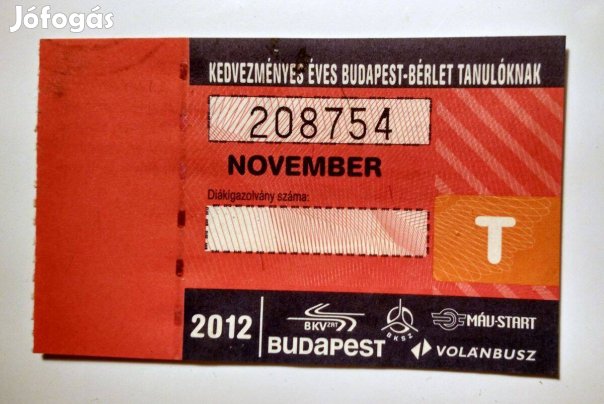 Jófogás
KEDVEZMÉNYES ÉVES BUDAPEST-BÉRLET TANULÓKNAK
208754
NOVEMBER
Diákigazolvány száma:
T
2012
BKV ZRT
BUDAPEST
BKSZ
MÁV-START
VOLÁNBUSZ